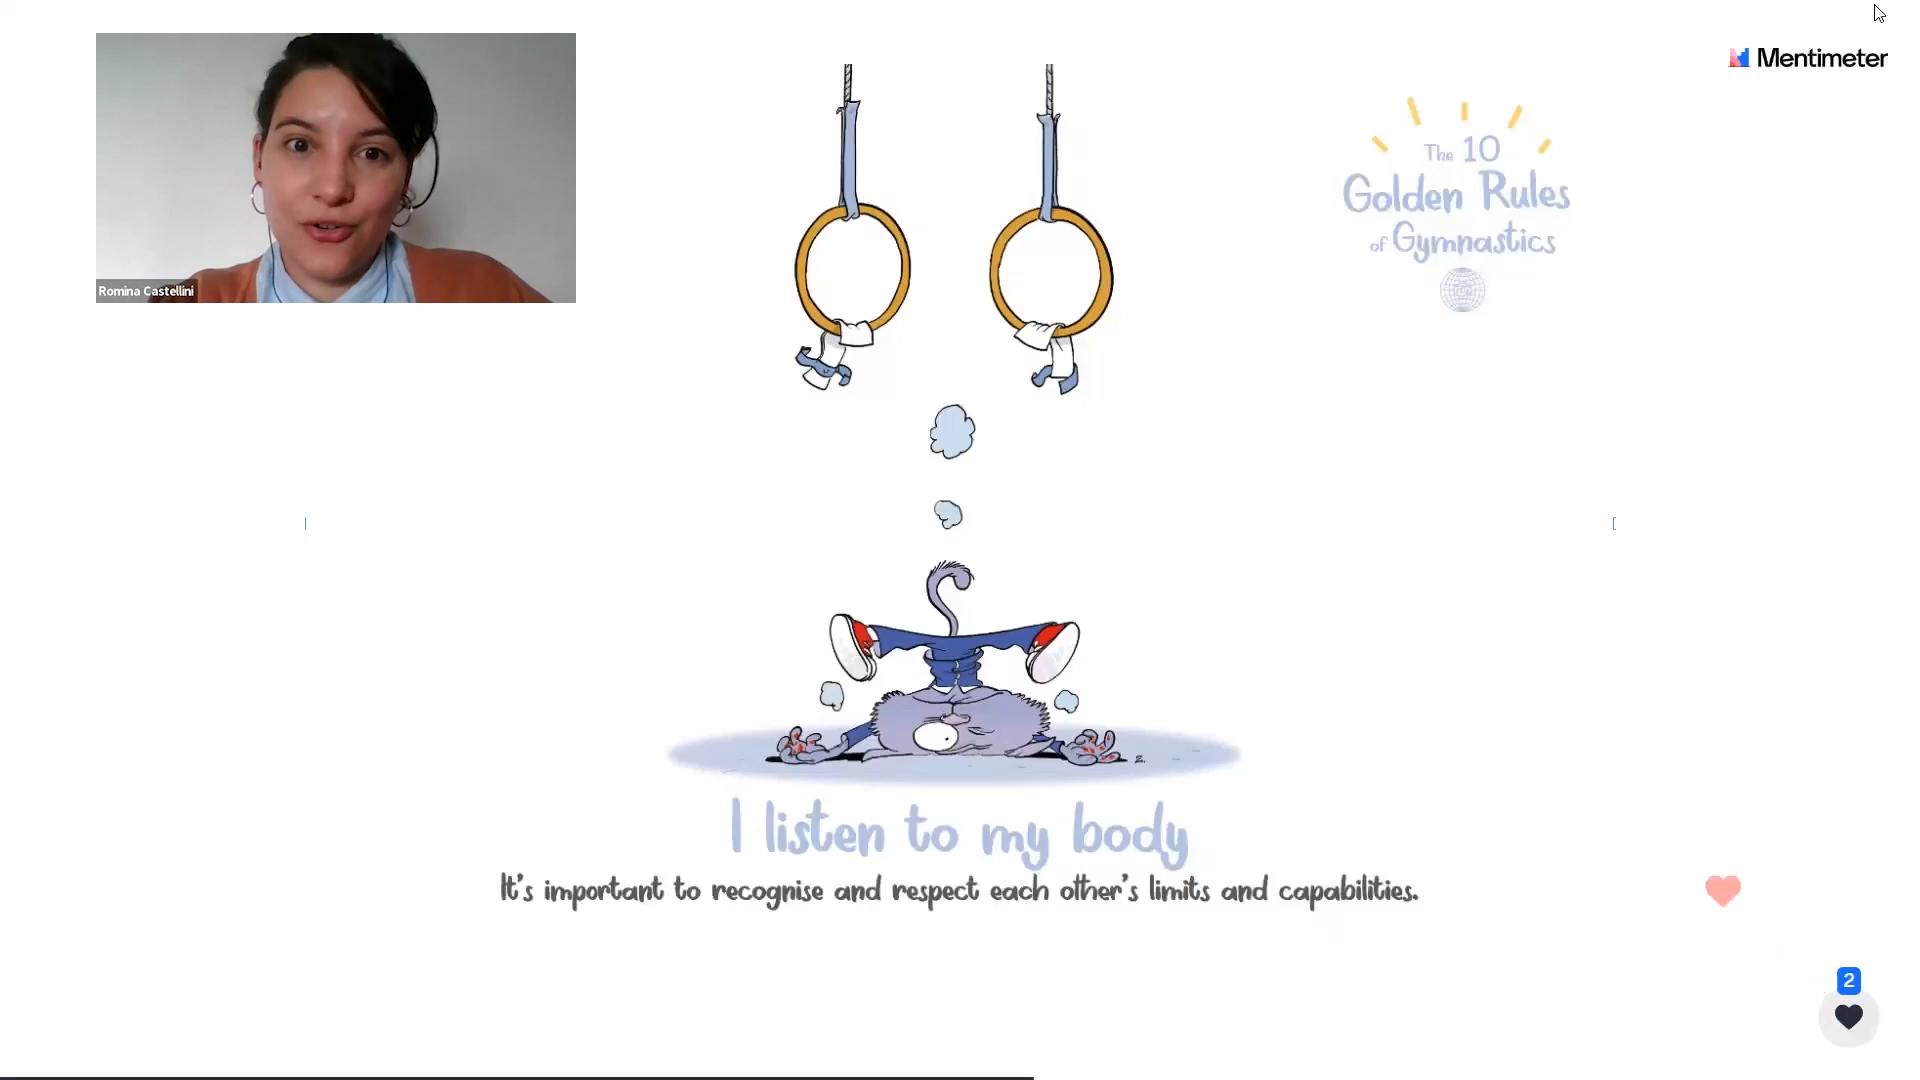 Romina Castellini
Mentimeter
The 10
Golden Rules
of Gymnastics
I listen to my body
It's important to recognise and respect each other's limits and capabilities.
2